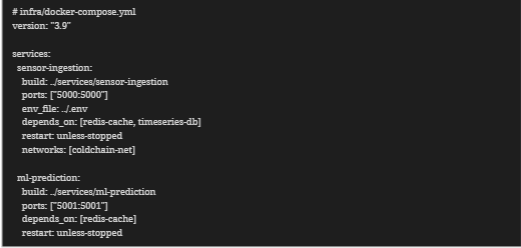 # infra/docker-compose.yml
version: "3.9"
services:
sensor-ingestion:
build: ../services/sensor-ingestion
ports: ["5000:5000"]
env_file: ../.env
depends_on: [redis-cache, timeseries-db]
restart: unless-stopped
networks: [coldchain-net]
ml-prediction:
build: ../services/ml-prediction
ports: ["5001:5001"]
depends_on: [redis-cache]
restart: unless-stopped